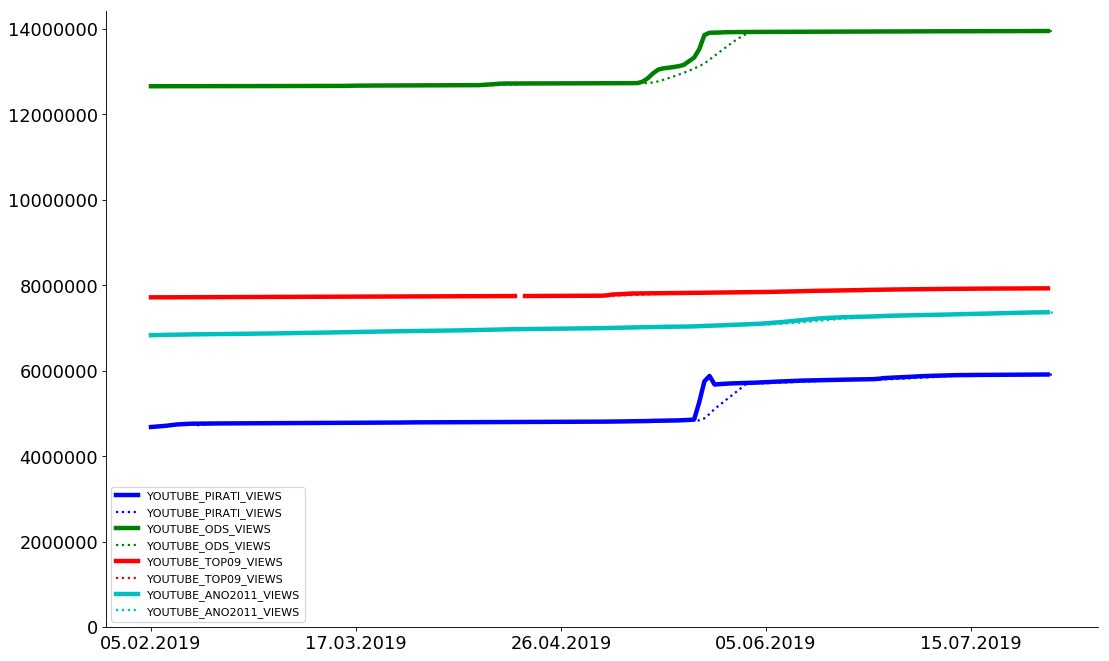 14000000
12000000
10000000
8000000
6000000
4000000
2000000
0
YOUTUBE_PIRATI_VIEWS
YOUTUBE_PIRATI_VIEWS
YOUTUBE_ODS_VIEWS
YOUTUBE_ODS_VIEWS
YOUTUBE_TOP09_VIEWS
YOUTUBE_TOP09_VIEWS
YOUTUBE_ANO2011_VIEWS
YOUTUBE_ANO2011_VIEWS
05.02.2019 17.03.2019 26.04.2019 05.06.2019 15.07.2019